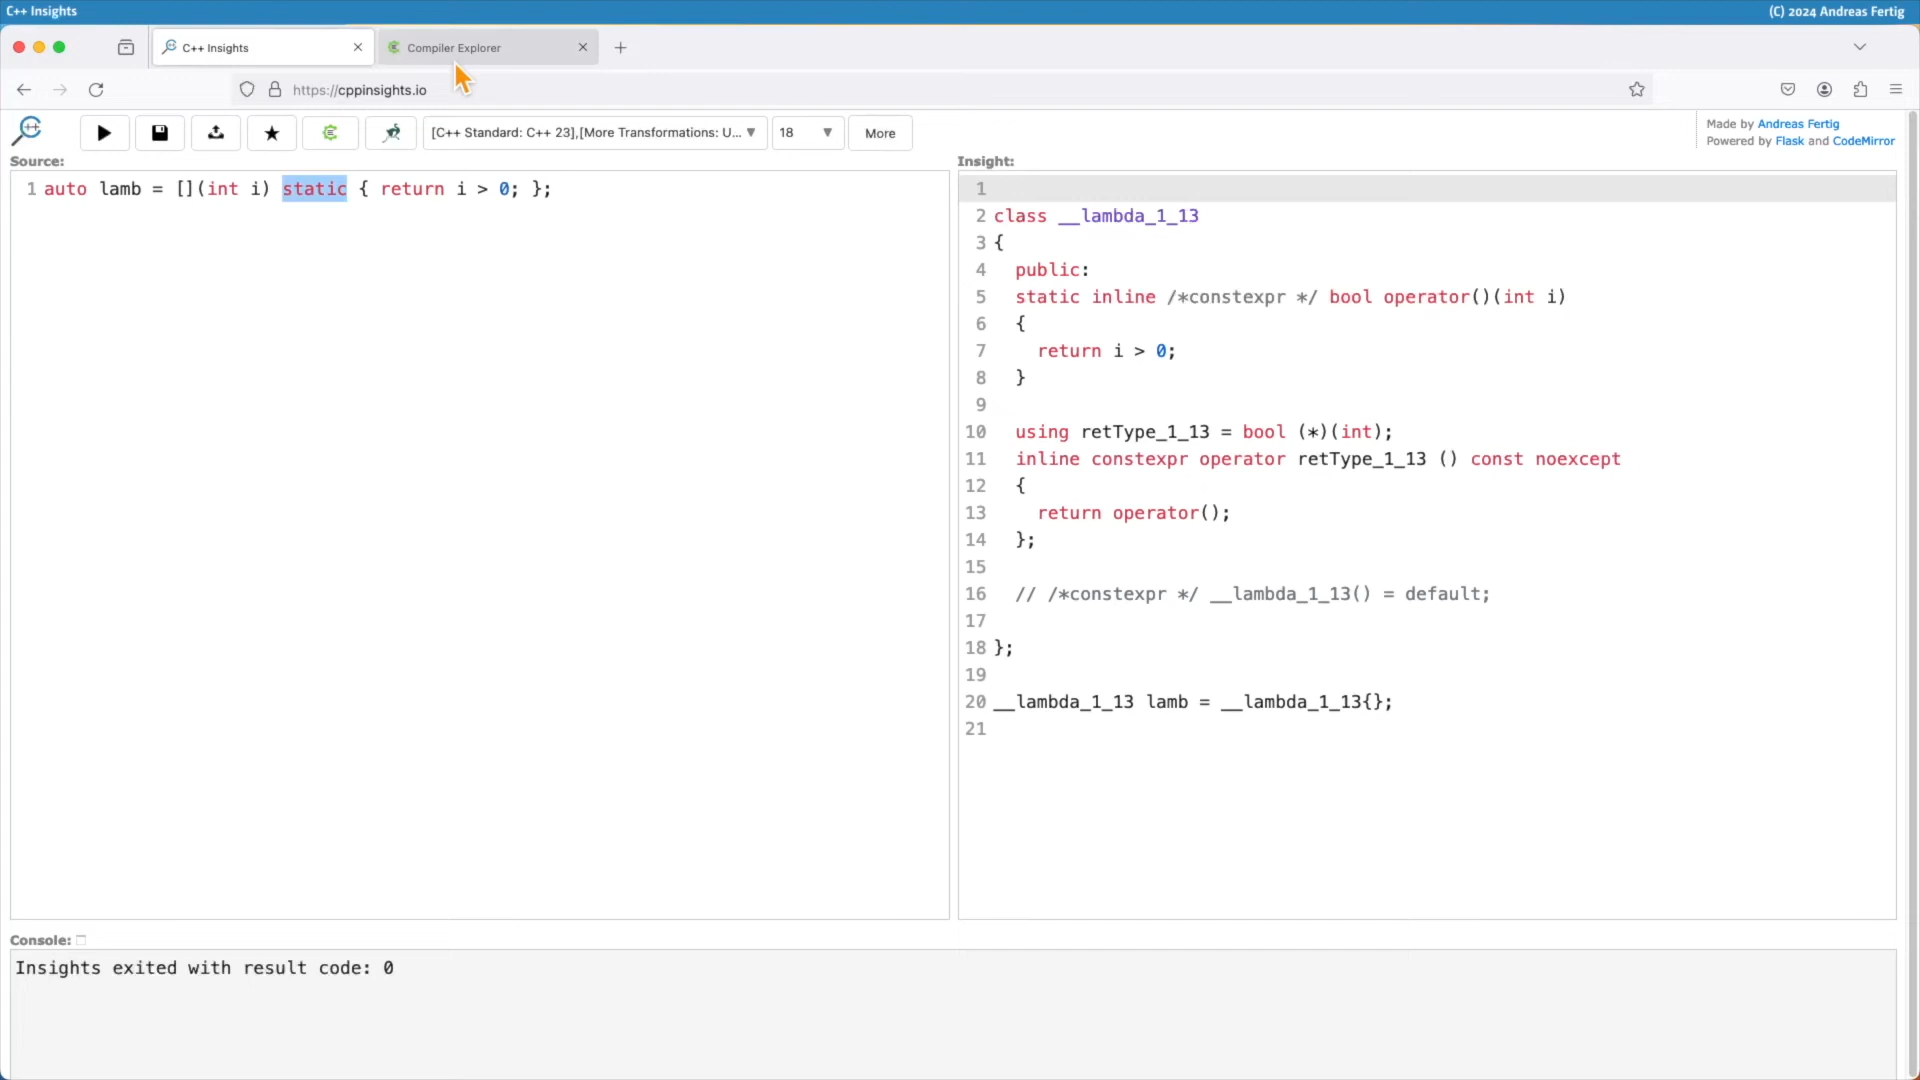 C++ Insights
(C) 2024 Andreas Fertig
C++ Insights
Compiler Explorer
https://cppinsights.io
[C++ Standard: C++ 23],[More Transformations: U...
18
More
Made by Andreas Fertig
Powered by Flask and CodeMirror
Source:
1 auto lamb = [](int i) static { return i > 0; };
Insight:
1
2 class __lambda_1_13
3 {
4   public:
5   static inline /*constexpr */ bool operator()(int i)
6   {
7     return i > 0;
8   }
9
10   using retType_1_13 = bool (*)(int);
11   inline constexpr operator retType_1_13 () const noexcept
12   {
13     return operator();
14   };
15
16   // /*constexpr */ __lambda_1_13() = default;
17
18 };
19
20 __lambda_1_13 lamb = __lambda_1_13{};
21
Console:
Insights exited with result code: 0